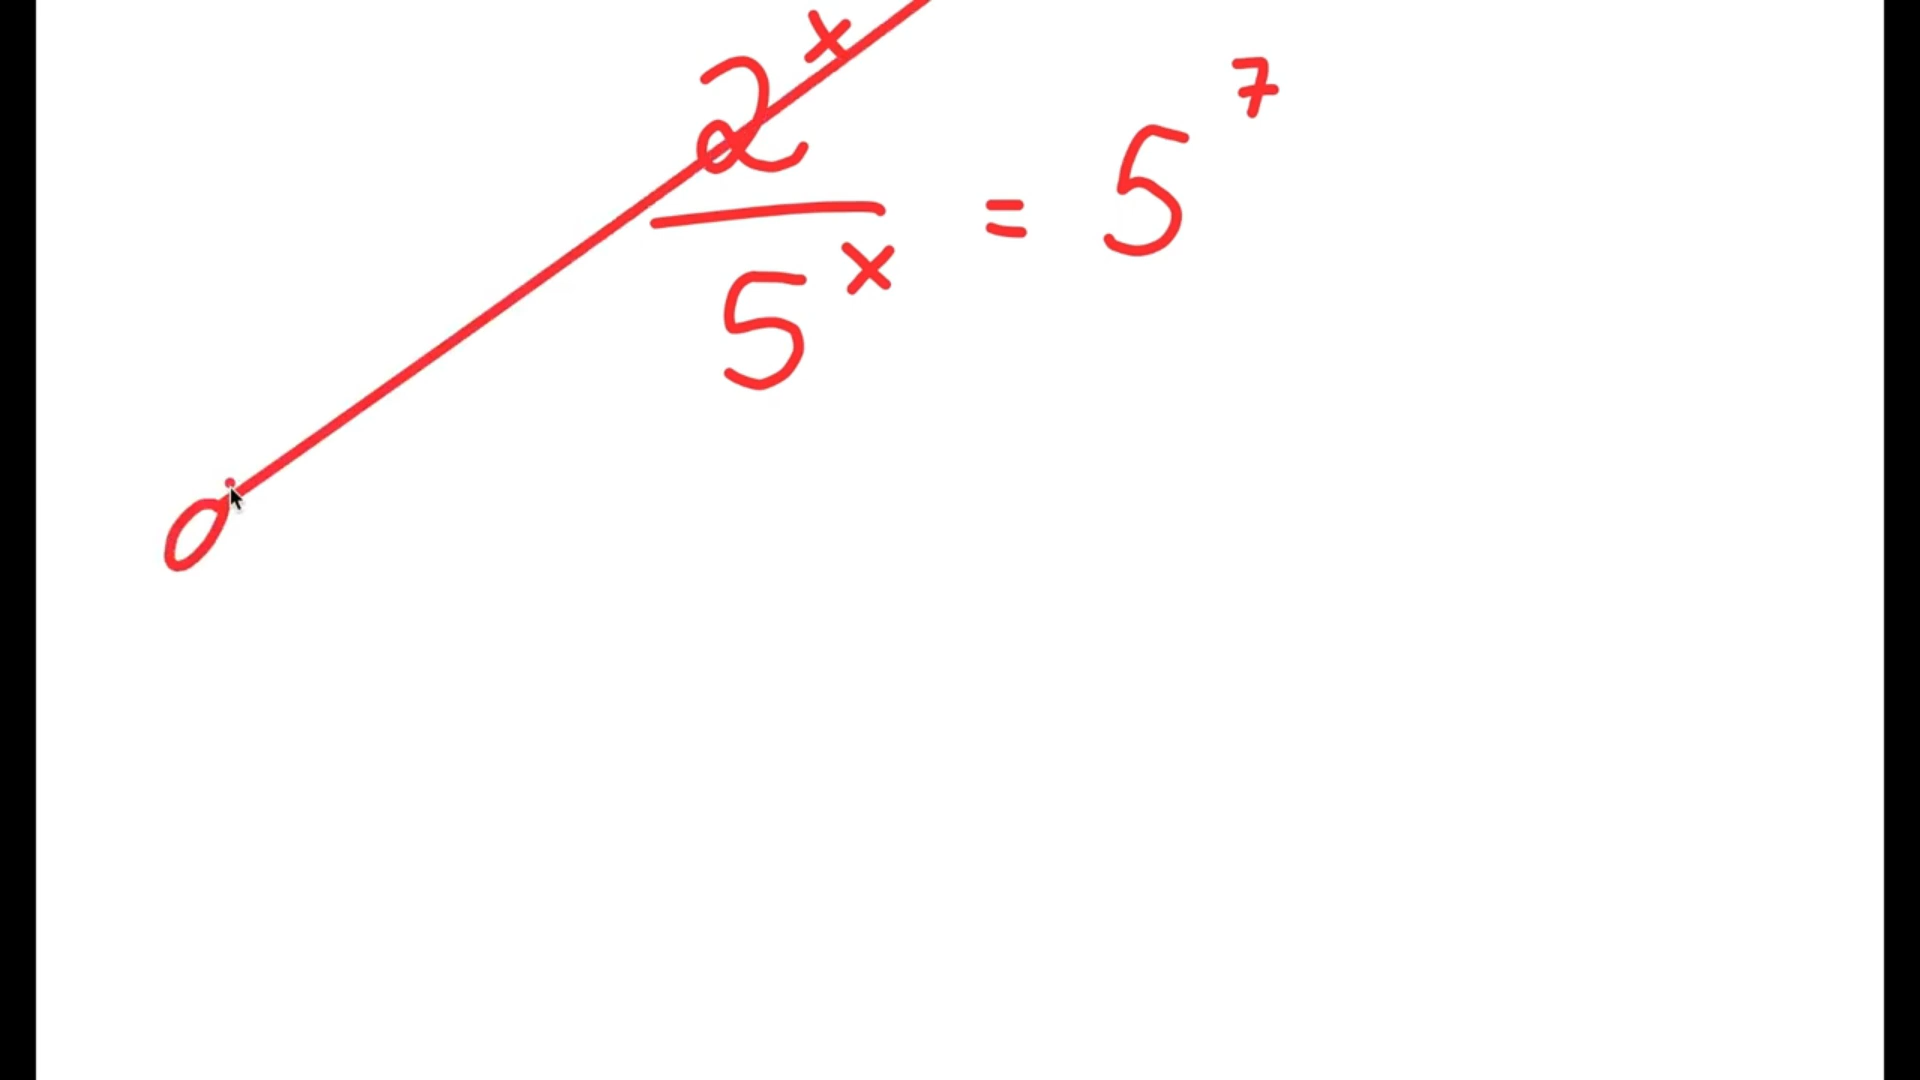 2^x / 5^x = 5^7